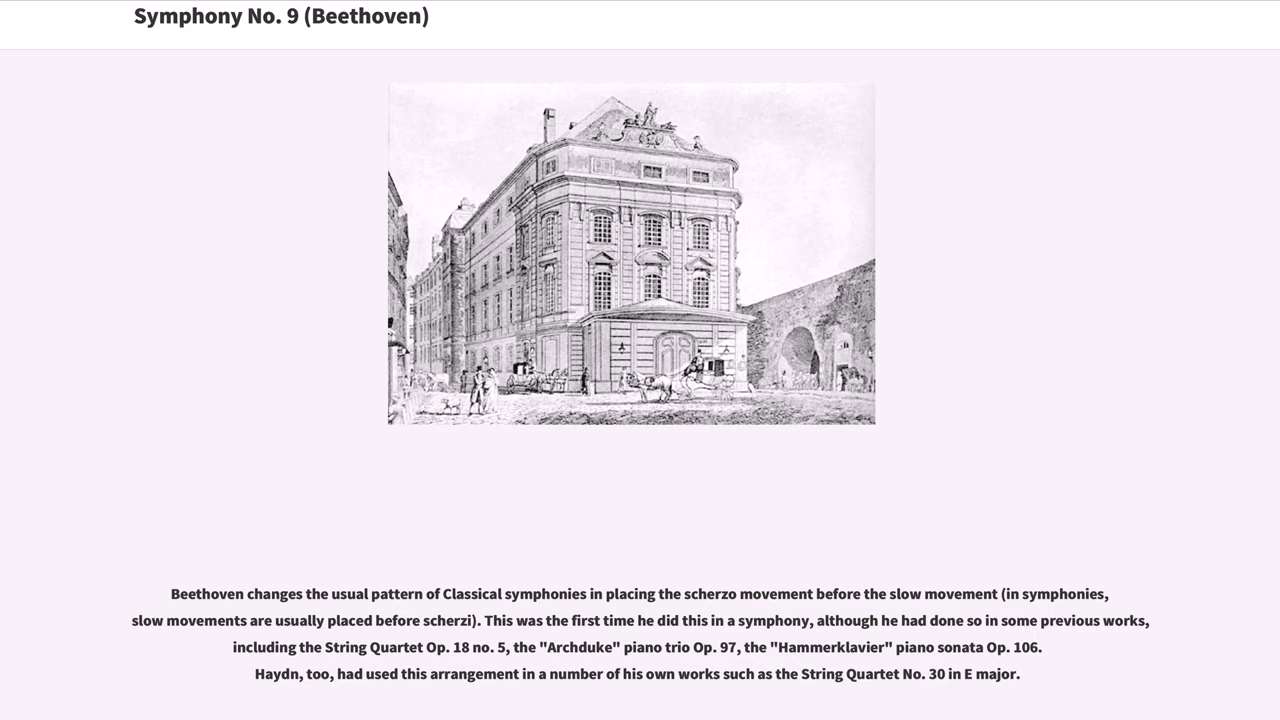 Symphony No. 9 (Beethoven)
Beethoven changes the usual pattern of Classical symphonies in placing the scherzo movement before the slow movement (in symphonies,
slow movements are usually placed before scherzi). This was the first time he did this in a symphony, although he had done so in some previous works,
including the String Quartet Op. 18 no. 5, the "Archduke" piano trio Op. 97, the "Hammerklavier" piano sonata Op. 106.
Haydn, too, had used this arrangement in a number of his own works such as the String Quartet No. 30 in E major.